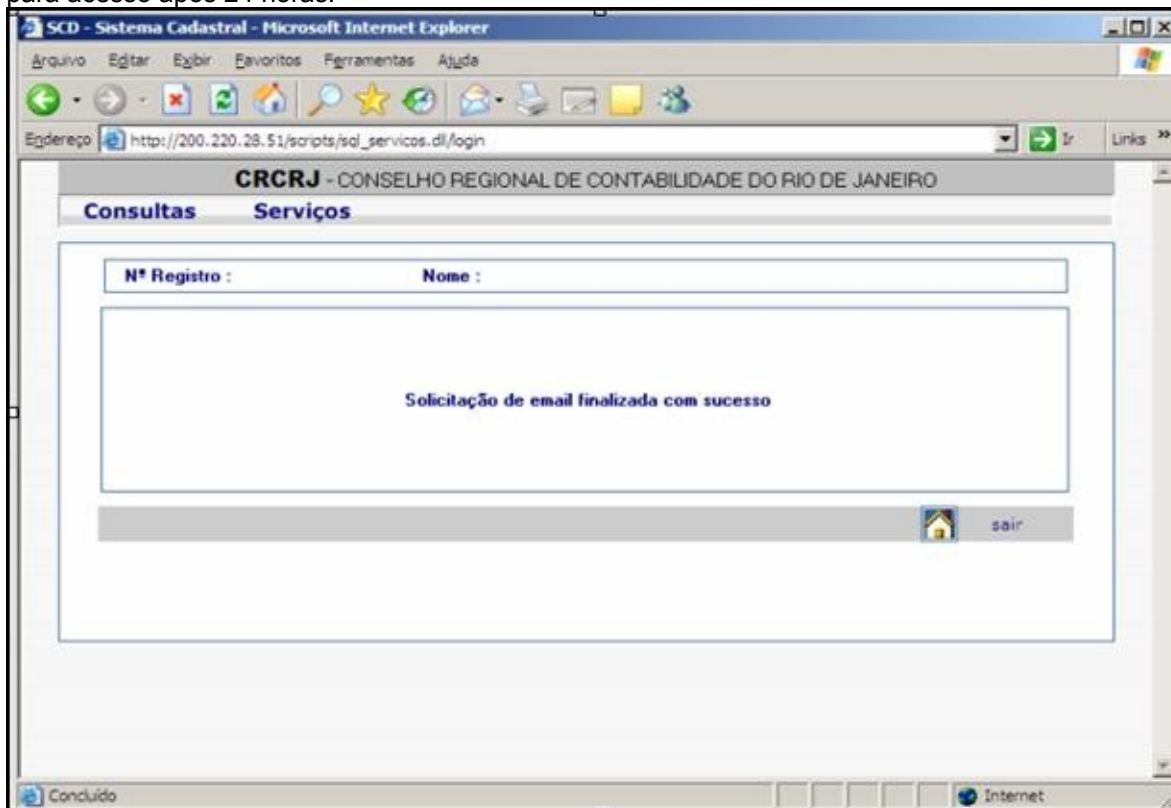 para acesso após 24 horas.
SCD - Sistema Cadastral - Microsoft Internet Explorer
Arquivo Editar Exibir Favoritos Ferramentas Ajuda
Endereço http://200.220.28.51/scripts/sql_servicos.dll/login Ir Links »
CRCRJ - CONSELHO REGIONAL DE CONTABILIDADE DO RIO DE JANEIRO
Consultas Serviços
Nº Registro : Nome :
Solicitação de email finalizada com sucesso
sair
Concluído Internet